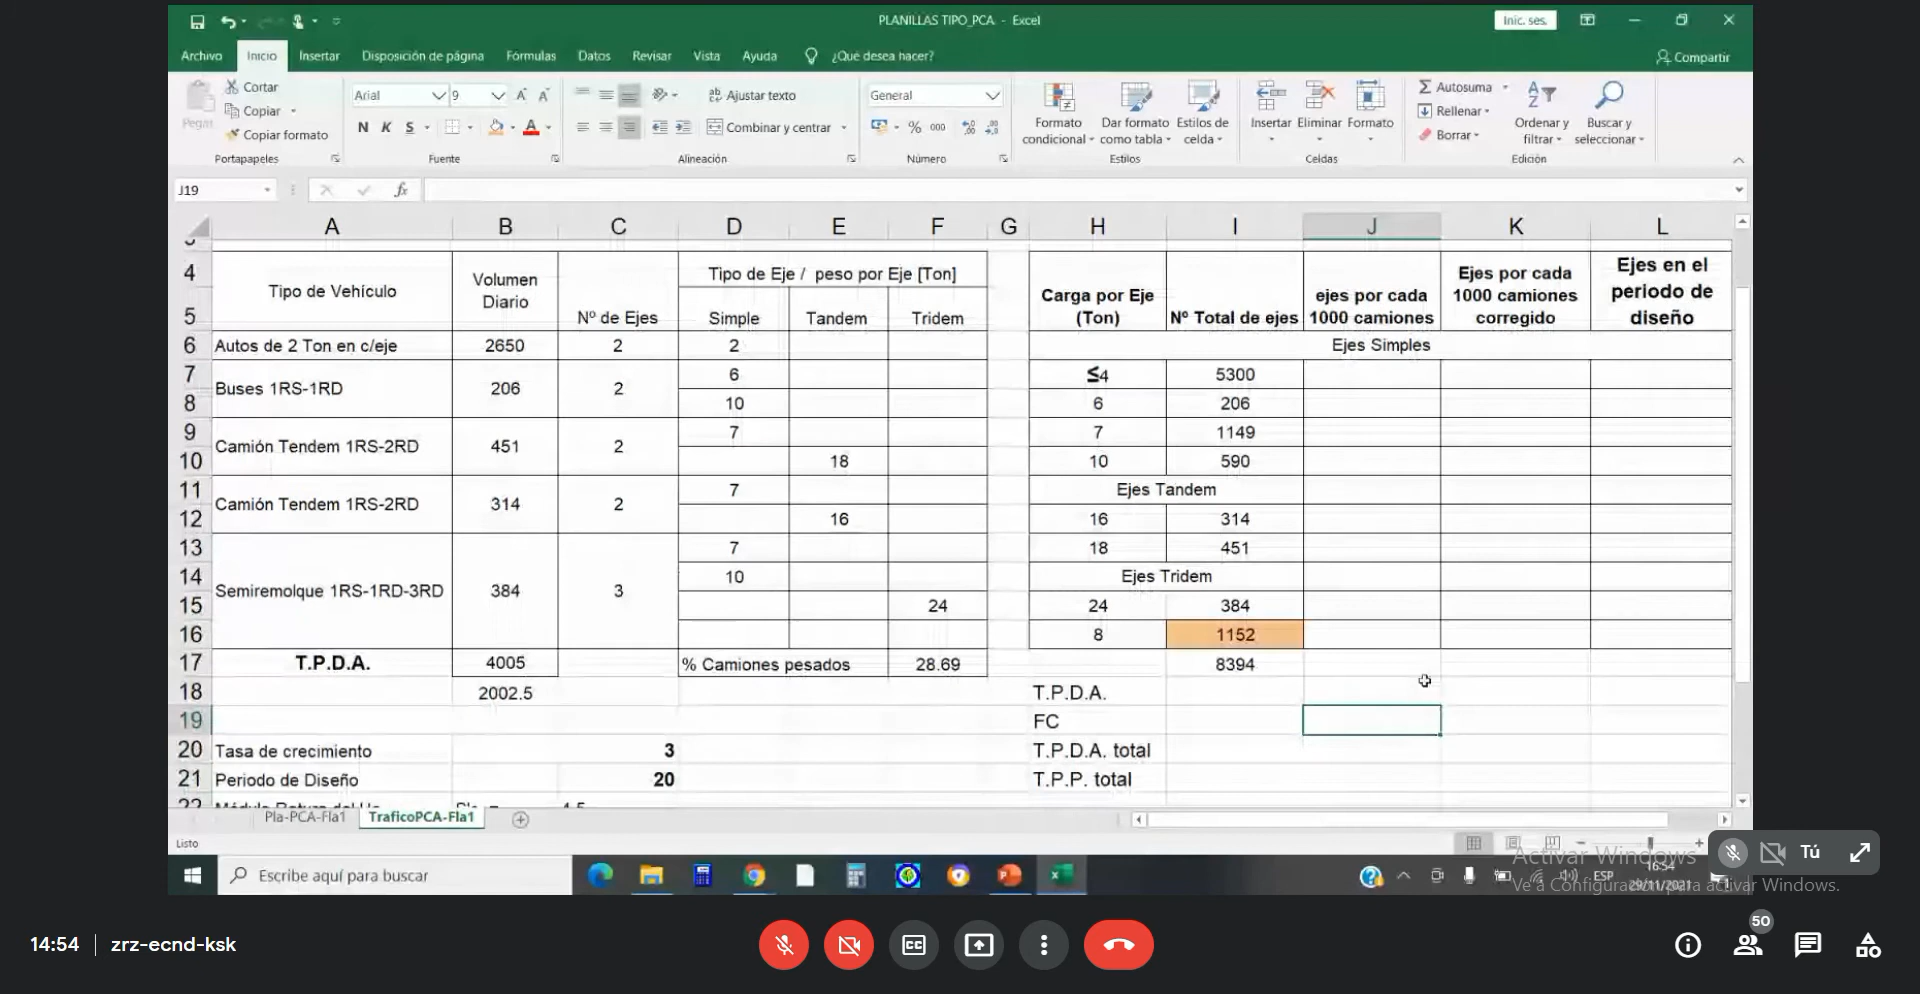 PLANILLAS TIPO_PCA - Excel
Inic. ses.
Archivo Inicio Insertar Disposición de página Fórmulas Datos Revisar Vista Ayuda ¿Qué desea hacer? Compartir
Pegar
Cortar
Copiar
Copiar formato
Portapapeles
Arial 9
N K S
Fuente
Ajustar texto
Combinar y centrar
Alineación
General
% 000
Número
Formato condicional
Dar formato como tabla
Estilos de celda
Estilos
Insertar Eliminar Formato
Celdas
Autosuma
Rellenar
Borrar
Ordenar y filtrar
Buscar y seleccionar
Edición
J19 fx
A B C D E F G H I J K L
4 Tipo de Vehículo Volumen Diario Nº de Ejes Tipo de Eje / peso por Eje [Ton] Carga por Eje (Ton) Nº Total de ejes ejes por cada 1000 camiones Ejes por cada 1000 camiones corregido Ejes en el periodo de diseño
5 Simple Tandem Tridem
6 Autos de 2 Ton en c/eje 2650 2 2 Ejes Simples
7 Buses 1RS-1RD 206 2 6 ≤4 5300
8 10 6 206
9 Camión Tendem 1RS-2RD 451 2 7 7 1149
10 18 10 590
11 Camión Tendem 1RS-2RD 314 2 7 Ejes Tandem
12 16 16 314
13 Semiremolque 1RS-1RD-3RD 384 3 7 18 451
14 10 Ejes Tridem
15 24 24 384
16 8 1152
17 T.P.D.A. 4005 % Camiones pesados 28.69 8394
18 2002.5 T.P.D.A.
19 FC
20 Tasa de crecimiento 3 T.P.D.A. total
21 Periodo de Diseño 20 T.P.P. total
22
Pla-PCA-Fla1 TraficoPCA-Fla1
Listo
Activar Windows
Ve a Configuración para activar Windows.
Tú
Escribe aquí para buscar
ESP
16:54
29/11/2021
14:54 | zrz-ecnd-ksk
CC
50